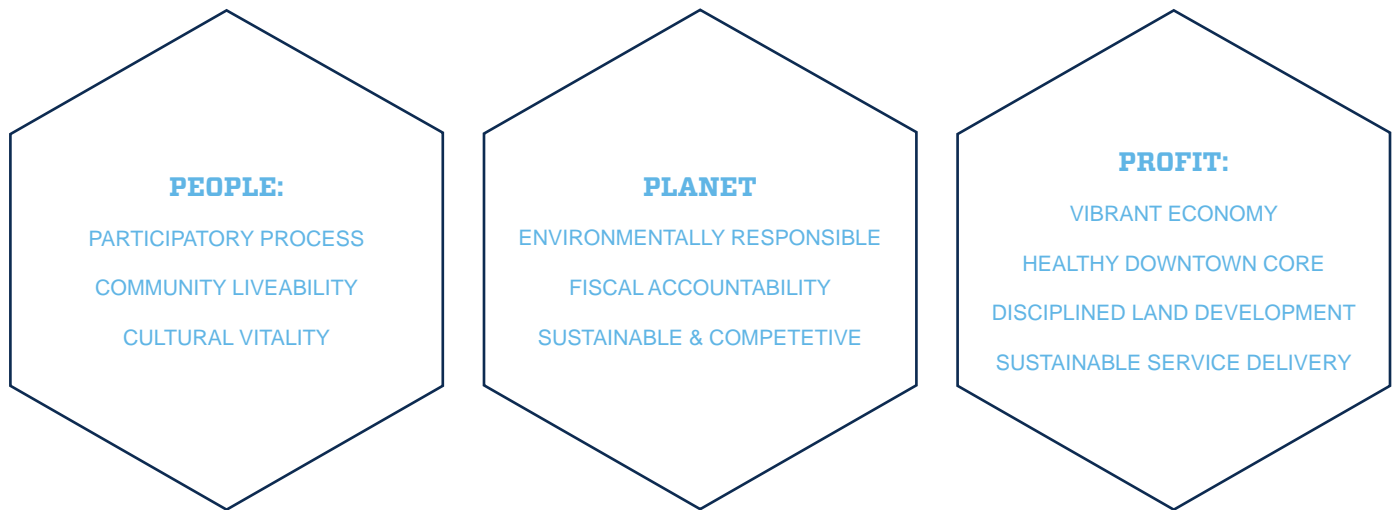 PEOPLE:
PARTICIPATORY PROCESS
COMMUNITY LIVEABILITY
CULTURAL VITALITY
PLANET
ENVIRONMENTALLY RESPONSIBLE
FISCAL ACCOUNTABILITY
SUSTAINABLE & COMPETETIVE
PROFIT:
VIBRANT ECONOMY
HEALTHY DOWNTOWN CORE
DISCIPLINED LAND DEVELOPMENT
SUSTAINABLE SERVICE DELIVERY